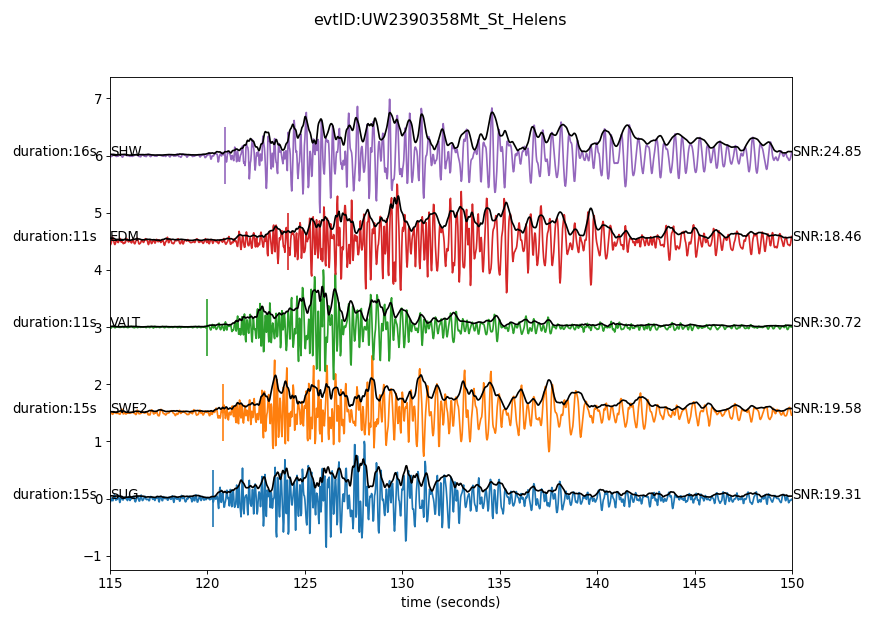 evtID:UW2390358Mt_St_Helens
7
duration:16s 6 SHW SNR:24.85
5
duration:11s EDM SNR:18.46
4
duration:11s 3 VALT SNR:30.72
2
duration:15s SWF2 SNR:19.58
1
duration:15s 0 SUG SNR:19.31
−1
115 120 125 130 135 140 145 150
time (seconds)